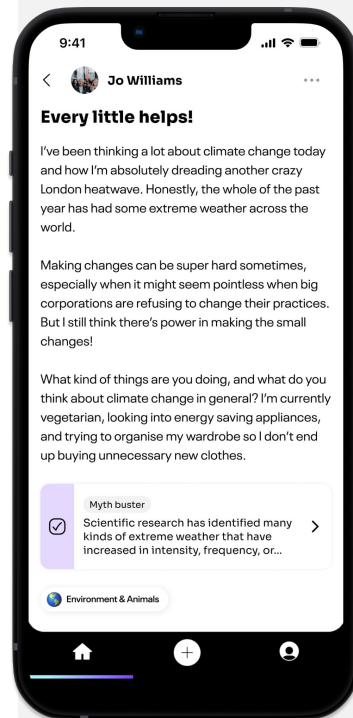 9:41
Jo Williams
Every little helps!
I've been thinking a lot about climate change today
and how I'm absolutely dreading another crazy
London heatwave. Honestly, the whole of the past
year has had some extreme weather across the
world.
Making changes can be super hard sometimes,
especially when it might seem pointless when big
corporations are refusing to change their practices.
But I still think there's power in making the small
changes!
What kind of things are you doing, and what do you
think about climate change in general? I'm currently
vegetarian, looking into energy saving appliances,
and trying to organise my wardrobe so I don't end
up buying unnecessary new clothes.
Myth buster
Scientific research has identified many
kinds of extreme weather that have
increased in intensity, frequency, or...
Environment & Animals